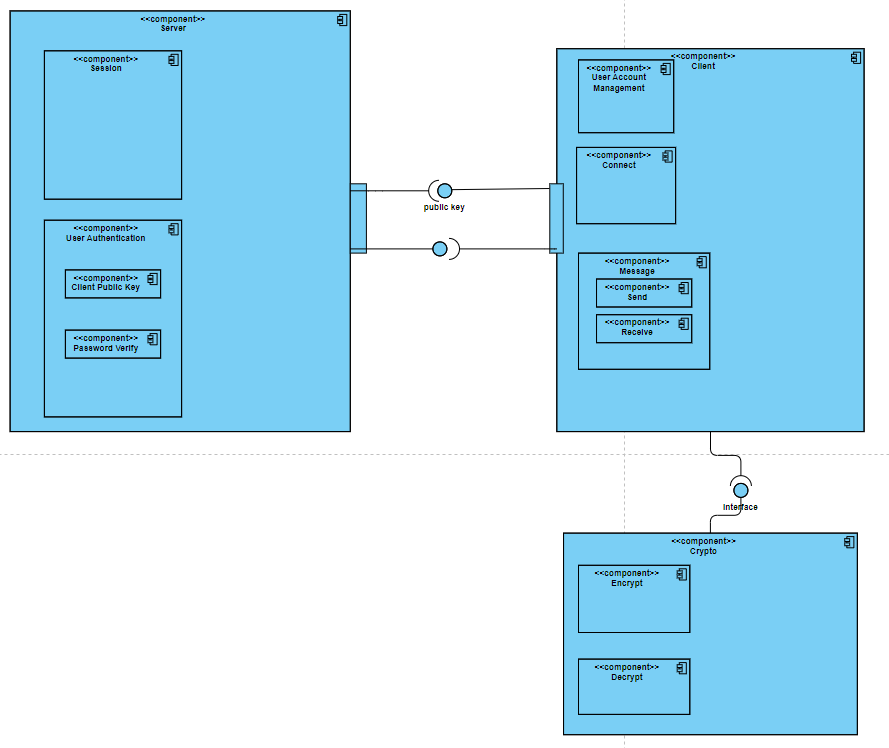 <<component>>
Server
<<component>>
Session
<<component>>
User Authentication
<<component>>
Client Public Key
<<component>>
Password Verify
public key
<<component>>
Client
<<component>>
User Account
Management
<<component>>
Connect
<<component>>
Message
<<component>>
Send
<<component>>
Receive
Interface
<<component>>
Crypto
<<component>>
Encrypt
<<component>>
Decrypt